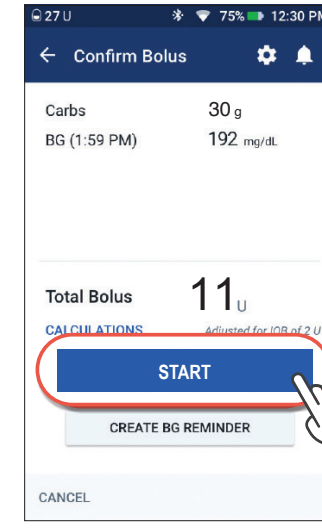 27 U 75% 12:30 PM
Confirm Bolus
Carbs 30 g
BG (1:59 PM) 192 mg/dL
Total Bolus 11 U
CALCULATIONS Adjusted for IOB of 2 U
START
CREATE BG REMINDER
CANCEL